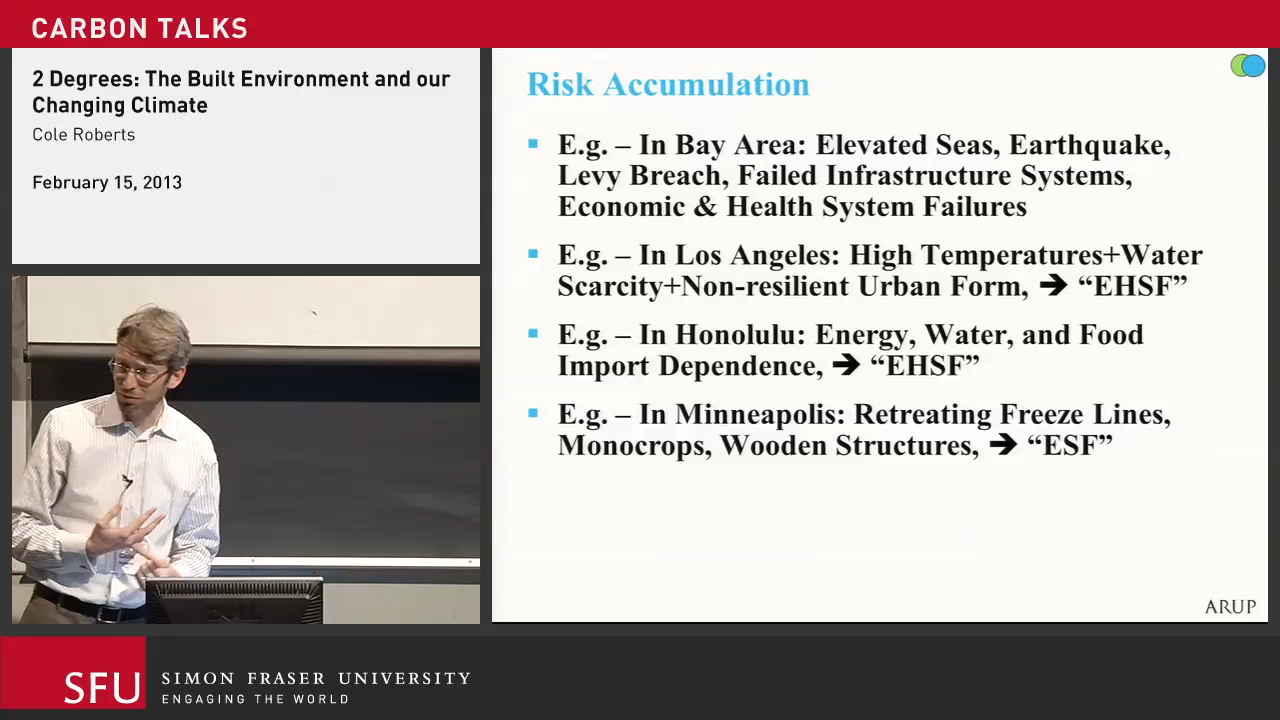 CARBON TALKS
2 Degrees: The Built Environment and our
Changing Climate
Cole Roberts
February 15, 2013
Risk Accumulation
E.g. – In Bay Area: Elevated Seas, Earthquake,
Levy Breach, Failed Infrastructure Systems,
Economic & Health System Failures
E.g. – In Los Angeles: High Temperatures+Water
Scarcity+Non-resilient Urban Form, ➔ “EHSF”
E.g. – In Honolulu: Energy, Water, and Food
Import Dependence, ➔ “EHSF”
E.g. – In Minneapolis: Retreating Freeze Lines,
Monocrops, Wooden Structures, ➔ “ESF”
ARUP
SFU
SIMON FRASER UNIVERSITY
ENGAGING THE WORLD